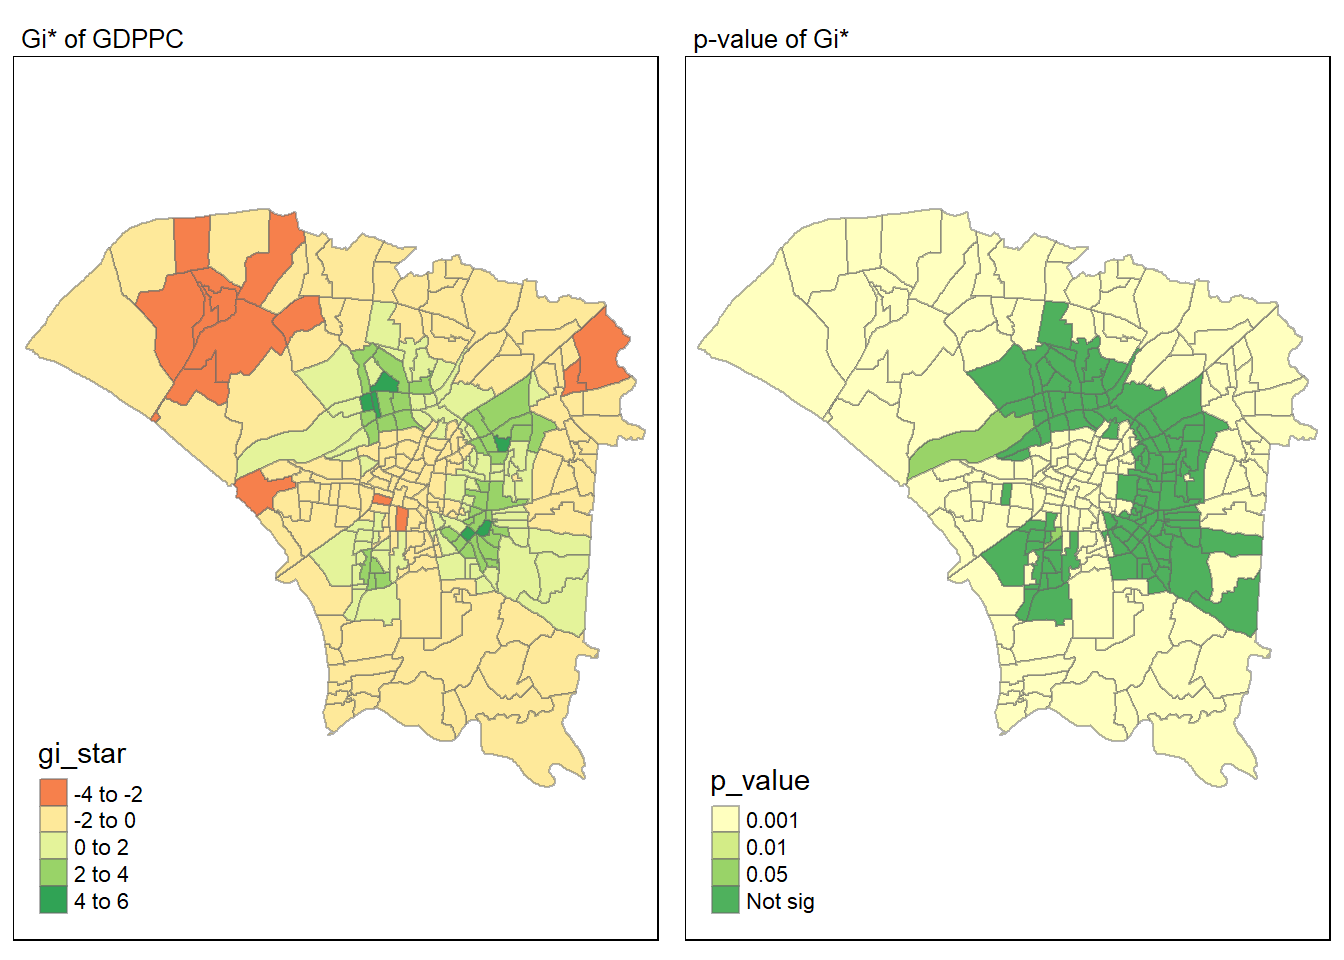 Gi* of GDPPC
gi_star
-4 to -2
-2 to 0
0 to 2
2 to 4
4 to 6
p-value of Gi*
p_value
0.001
0.01
0.05
Not sig